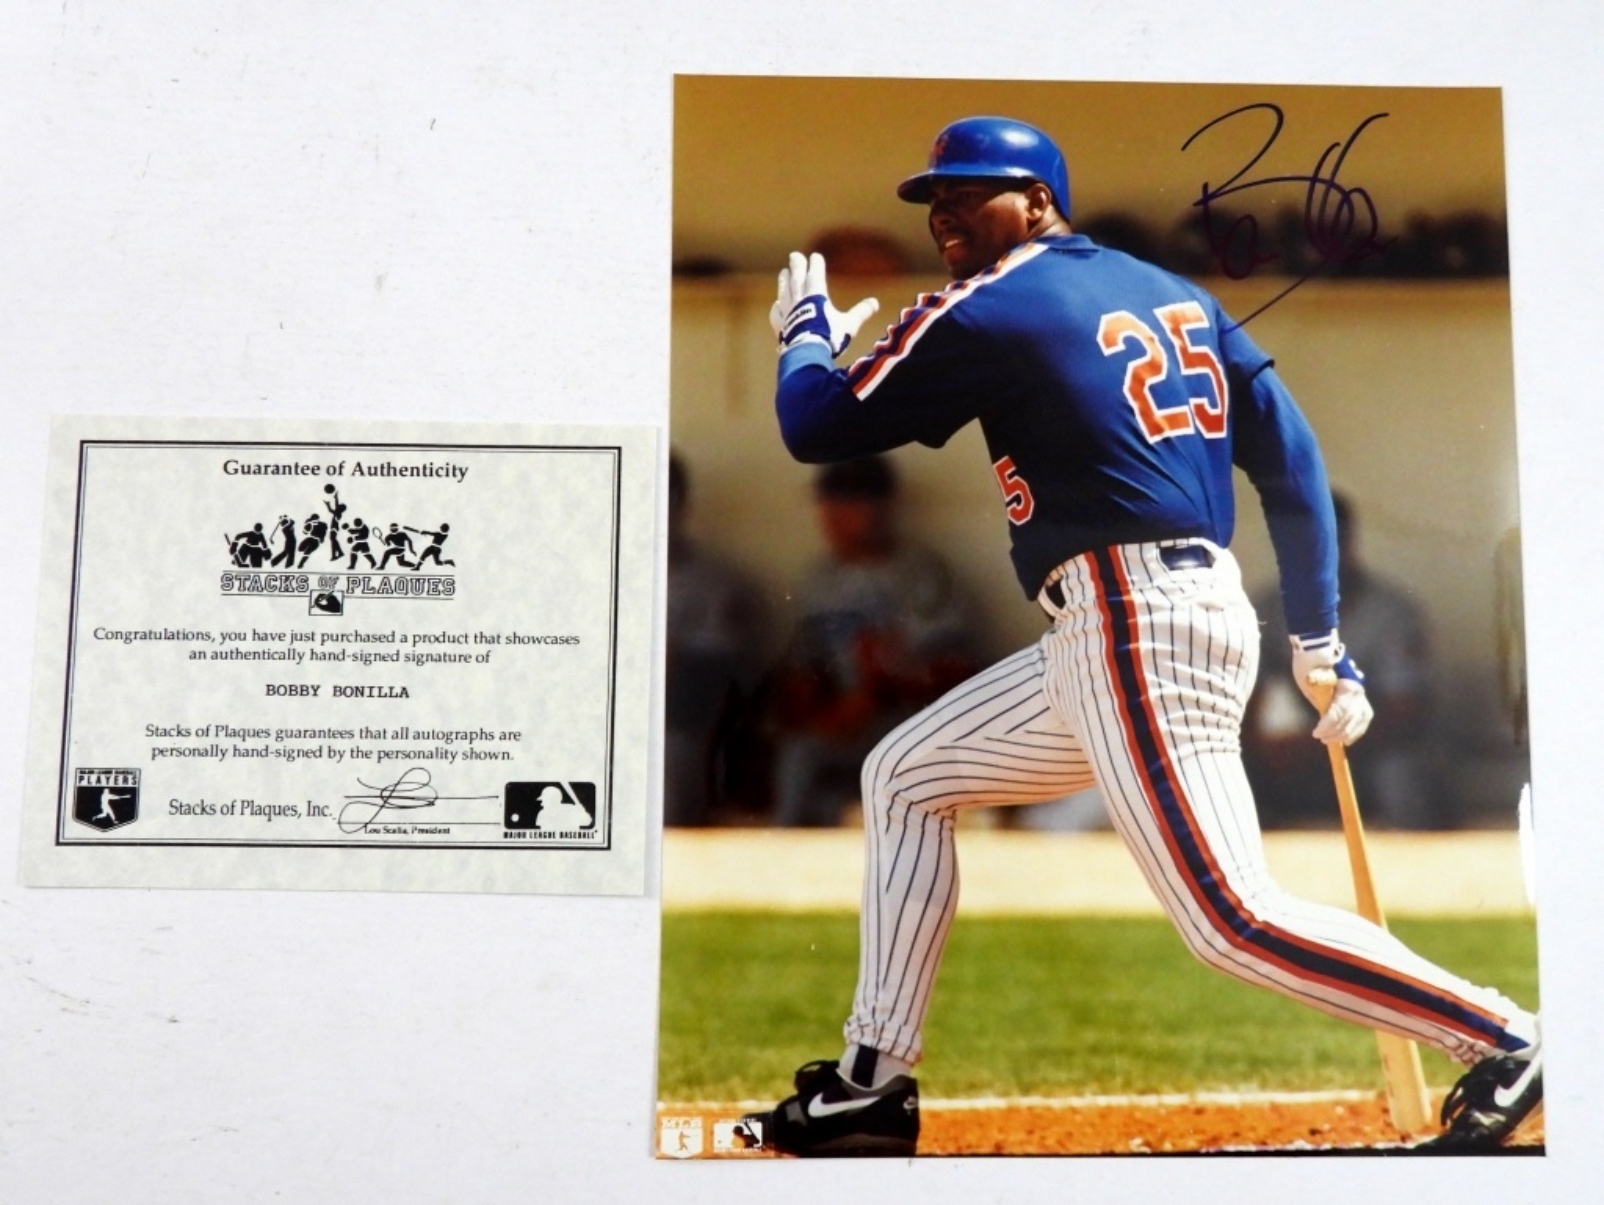 Guarantee of Authenticity
STACKS OF PLAQUES
Congratulations, you have just purchased a product that showcases
an authentically hand-signed signature of
BOBBY BONILLA
Stacks of Plaques guarantees that all autographs are
personally hand-signed by the personality shown.
PLAYERS
Stacks of Plaques, Inc.
Lou Scalia, President
MAJOR LEAGUE BASEBALL
25
5
Franklin